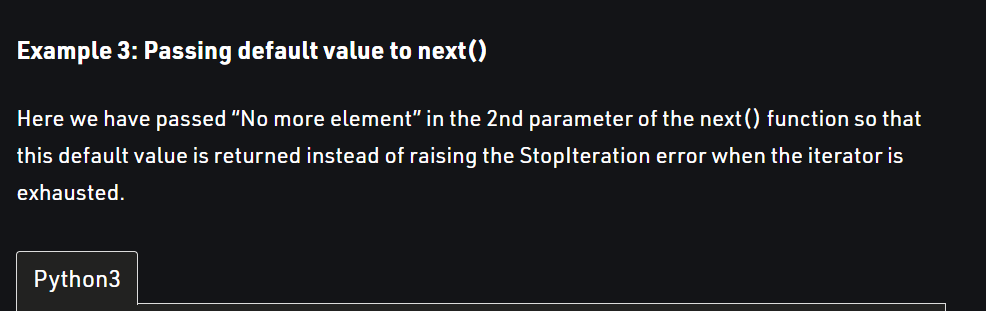 Example 3: Passing default value to next()
Here we have passed “No more element” in the 2nd parameter of the next() function so that
this default value is returned instead of raising the StopIteration error when the iterator is
exhausted.
Python3